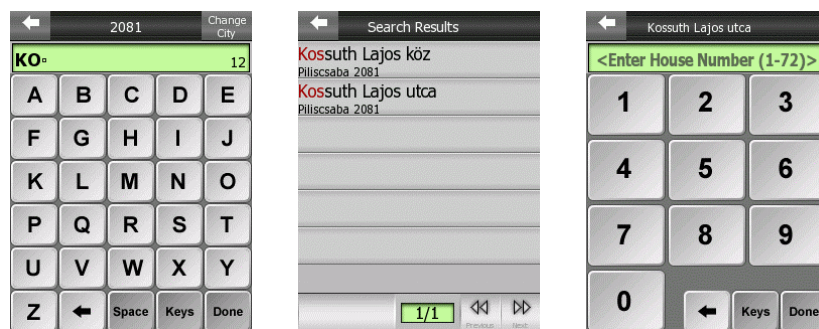 2081
Change
City
KO
12
A B C D E
F G H I J
K L M N O
P Q R S T
U V W X Y
Z Space Keys Done
Search Results
Kossuth Lajos köz
Piliscsaba 2081
Kossuth Lajos utca
Piliscsaba 2081
1/1
Previous Next
Kossuth Lajos utca
<Enter House Number (1-72)>
1 2 3
4 5 6
7 8 9
0 Keys Done